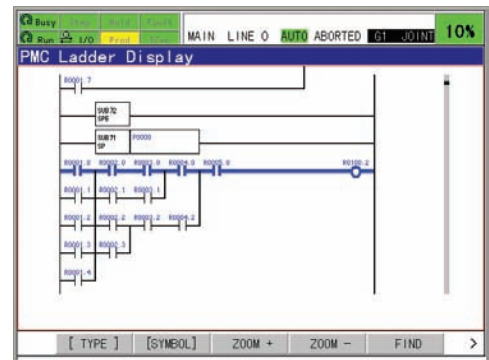 Busy Step Hold Fault
Run I/O Prod
MAIN LINE 0 AUTO ABORTED G1 JOINT 10%
PMC Ladder Display
R0001.7
SUB72
SPE
SUB71 P0000
SP
R0001.0 R0002.0 R0003.0 R0004.0 R0005.0 R0100.2
R0001.1 R0002.1 R0003.1
R0001.2 R0002.2 R0003.2 R0004.2
R0001.3 R0002.3
R0001.4
[ TYPE ] [SYMBOL] ZOOM + ZOOM − FIND >